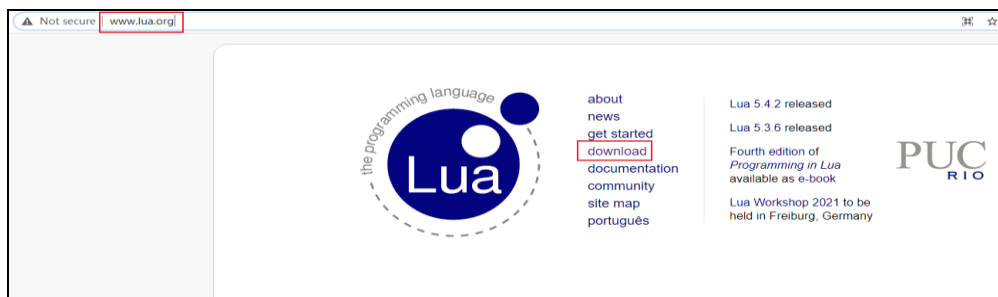 Not secure www.lua.org
the programming language
Lua
about
news
get started
download
documentation
community
site map
português
Lua 5.4.2 released
Lua 5.3.6 released
Fourth edition of
Programming in Lua
available as e-book
Lua Workshop 2021 to be
held in Freiburg, Germany
PUC
RIO